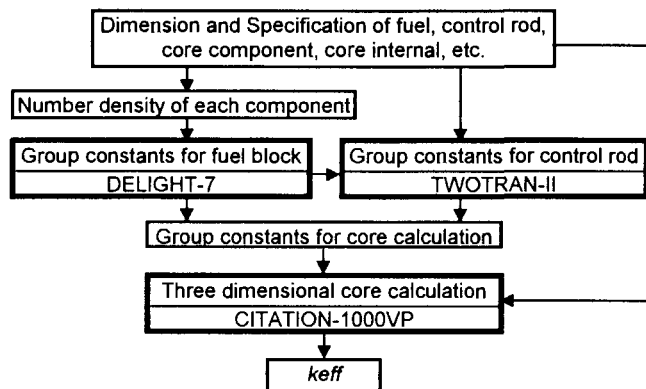 Dimension and Specification of fuel, control rod,
core component, core internal, etc.
Number density of each component
Group constants for fuel block
DELIGHT-7
Group constants for control rod
TWOTRAN-II
Group constants for core calculation
Three dimensional core calculation
CITATION-1000VP
keff